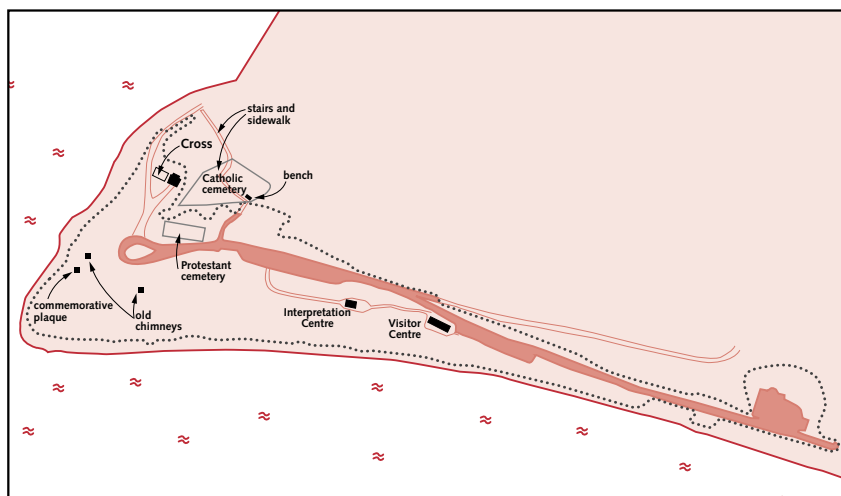 stairs and
sidewalk
Cross
Catholic
cemetery
bench
Protestant
cemetery
commemorative
plaque
old
chimneys
Interpretation
Centre
Visitor
Centre